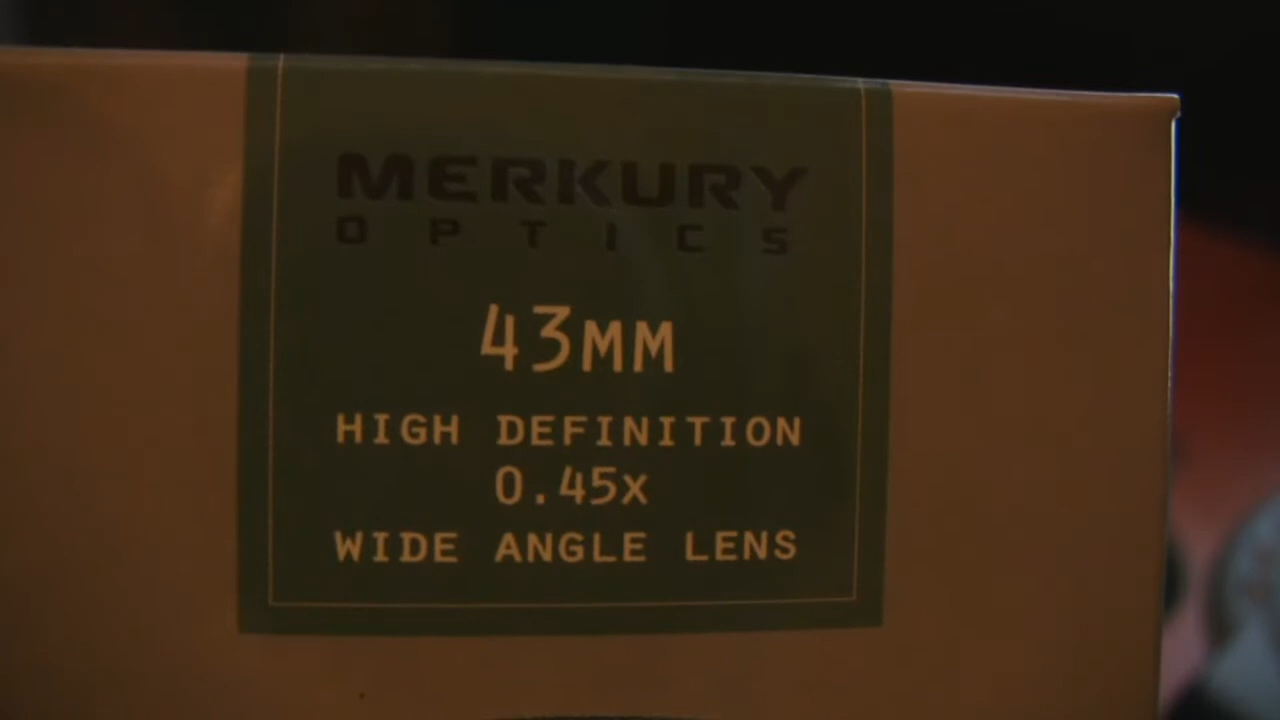 MERKURY
OPTICS
43MM
HIGH DEFINITION
0.45x
WIDE ANGLE LENS